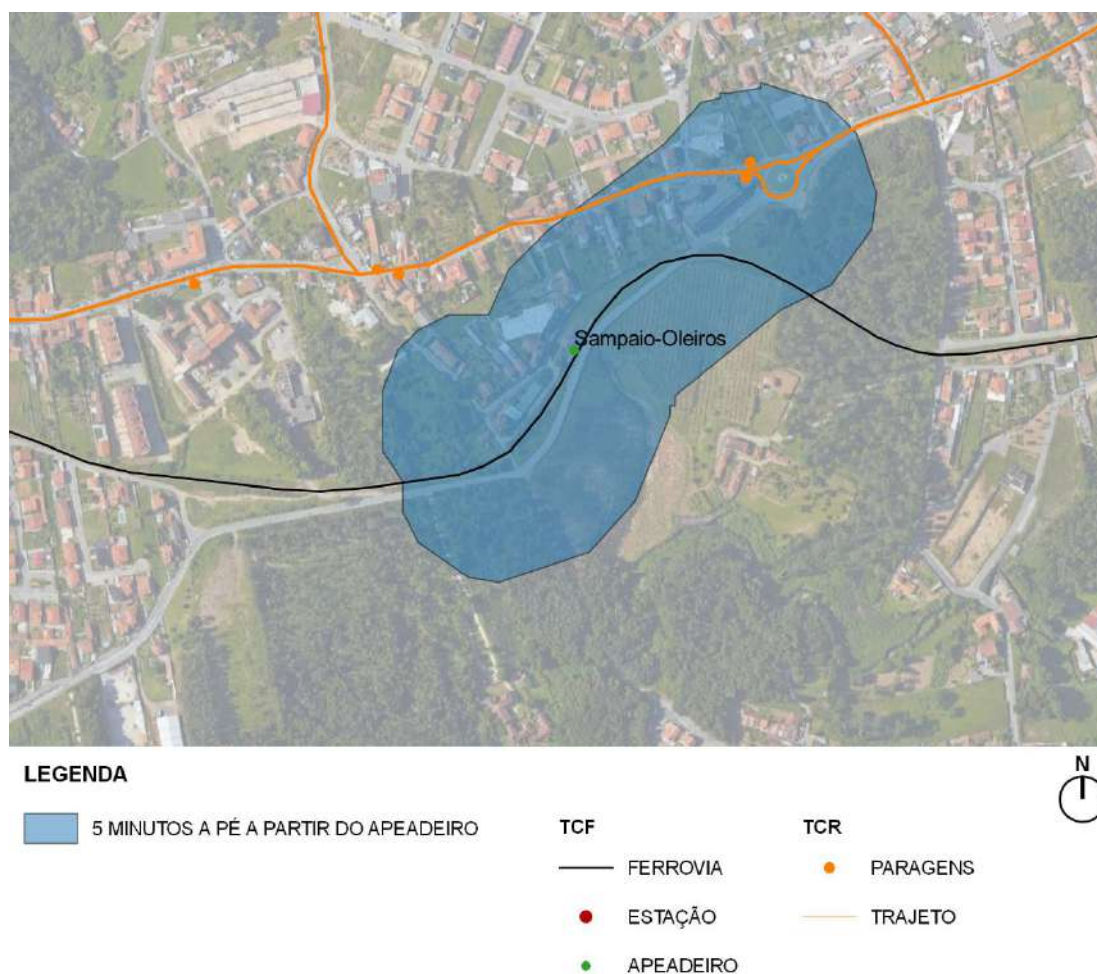 Sampaio-Oleiros
LEGENDA
N
5 MINUTOS A PÉ A PARTIR DO APEADEIRO
TCF
TCR
FERROVIA
PARAGENS
ESTAÇÃO
TRAJETO
APEADEIRO